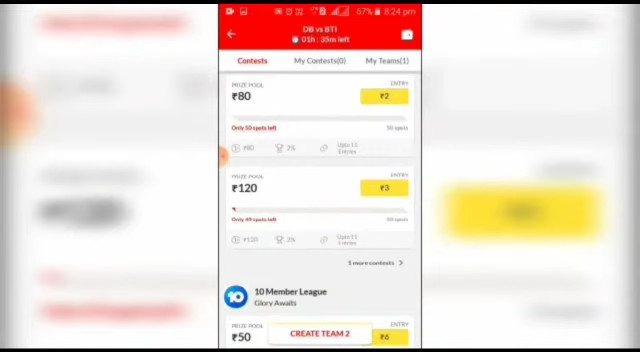 67% 8:24 pm
DB vs BTI
01h : 35m left
Contests My Contests(0) My Teams(1)
PRIZE POOL ENTRY
₹80 ₹2
Only 50 spots left 50 spots
₹80 2% Upto 11 Entries
PRIZE POOL ENTRY
₹120 ₹3
Only 49 spots left 50 spots
₹120 2% Upto 11 Entries
1 more contests >
10 10 Member League
Glory Awaits
PRIZE POOL ENTRY
₹50 CREATE TEAM 2 ₹6